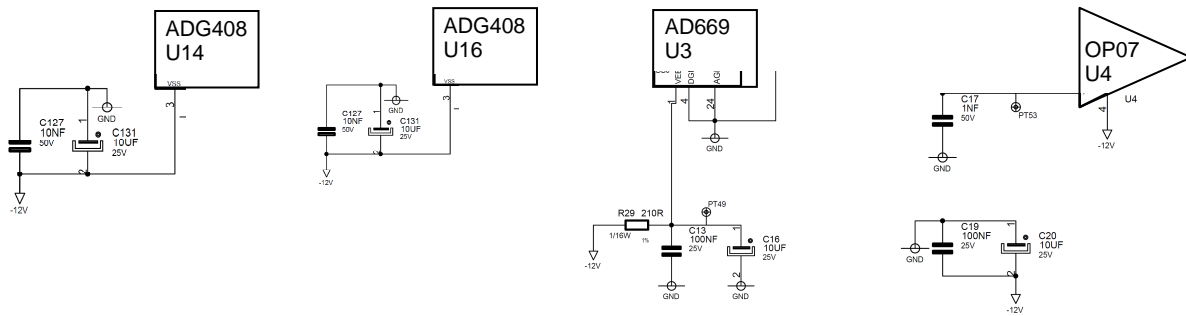 ADG408
U14
VSS
3
GND
C127
10NF
50V
1
C131
10UF
25V
2
-12V
ADG408
U16
VSS
3
GND
C127
10NF
50V
1
C131
10UF
25V
-12V
AD669
U3
VEE
DGI
AGI
1
4
24
GND
R29 210R
1/16W
1%
PT49
-12V
C13
100NF
25V
GND
1
C16
10UF
25V
2
GND
OP07
U4
U4
4
-12V
PT53
C17
1NF
50V
GND
GND
C19
100NF
25V
1
C20
10UF
25V
2
-12V